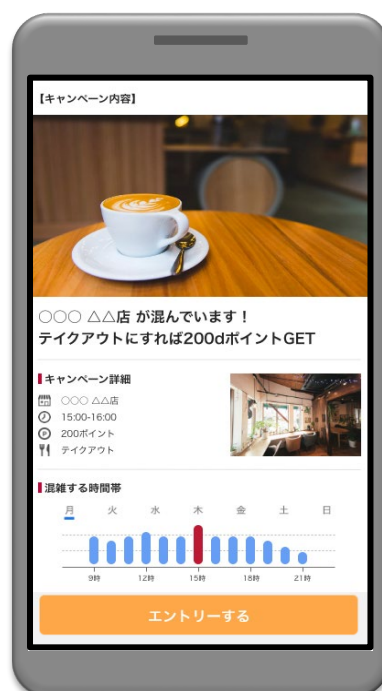 【キャンペーン内容】
○○○ △△店 が混んでいます！
テイクアウトにすれば200dポイントGET
キャンペーン詳細
○○○ △△店
15:00-16:00
P 200ポイント
テイクアウト
混雑する時間帯
月 火 水 木 金 土 日
9時 12時 15時 18時 21時
エントリーする